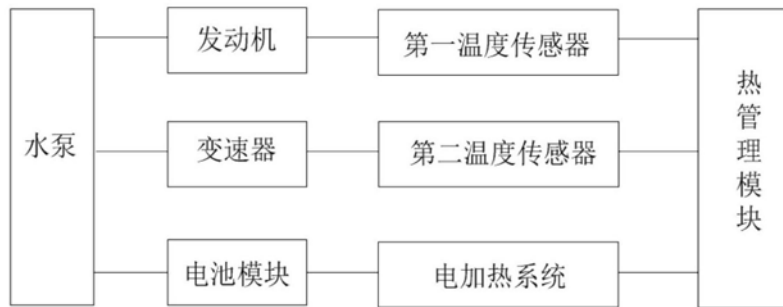 发动机
第一温度传感器
水泵
变速器
第二温度传感器
热管理模块
电池模块
电加热系统